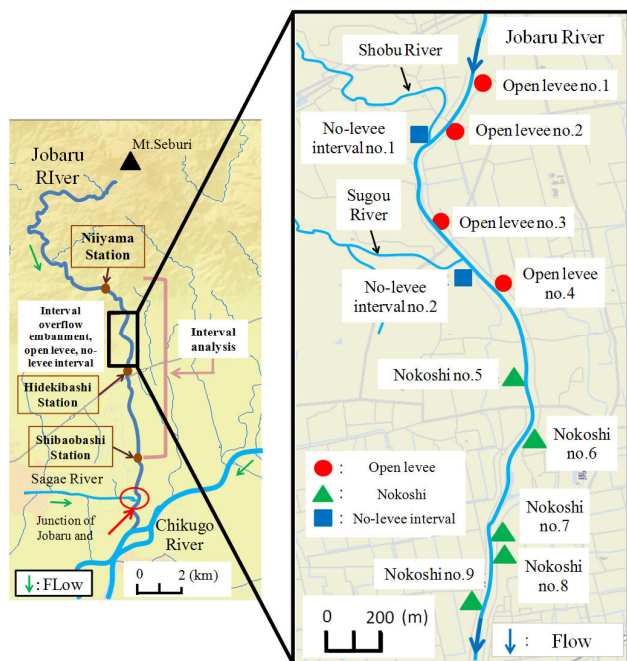 Jobaru
RIver
Mt.Seburi
Niiyama
Station
Interval
overflow
embanment,
open levee, no-
levee interval
Interval
analysis
Hidekibashi
Station
Shibaobashi
Station
Sagae River
Junction of
Jobaru and
Chikugo
River
: FLow
0 2 (km)
Shobu River
Jobaru River
Open levee no.1
No-levee
interval no.1
Open levee no.2
Sugou
River
Open levee no.3
No-levee
interval no.2
Open levee
no.4
Nokoshi no.5
Nokoshi
no.6
: Open levee
: Nokoshi
: No-levee interval
Nokoshi
no.7
Nokoshi
no.8
Nokoshi no.9
0 200 (m)
: Flow